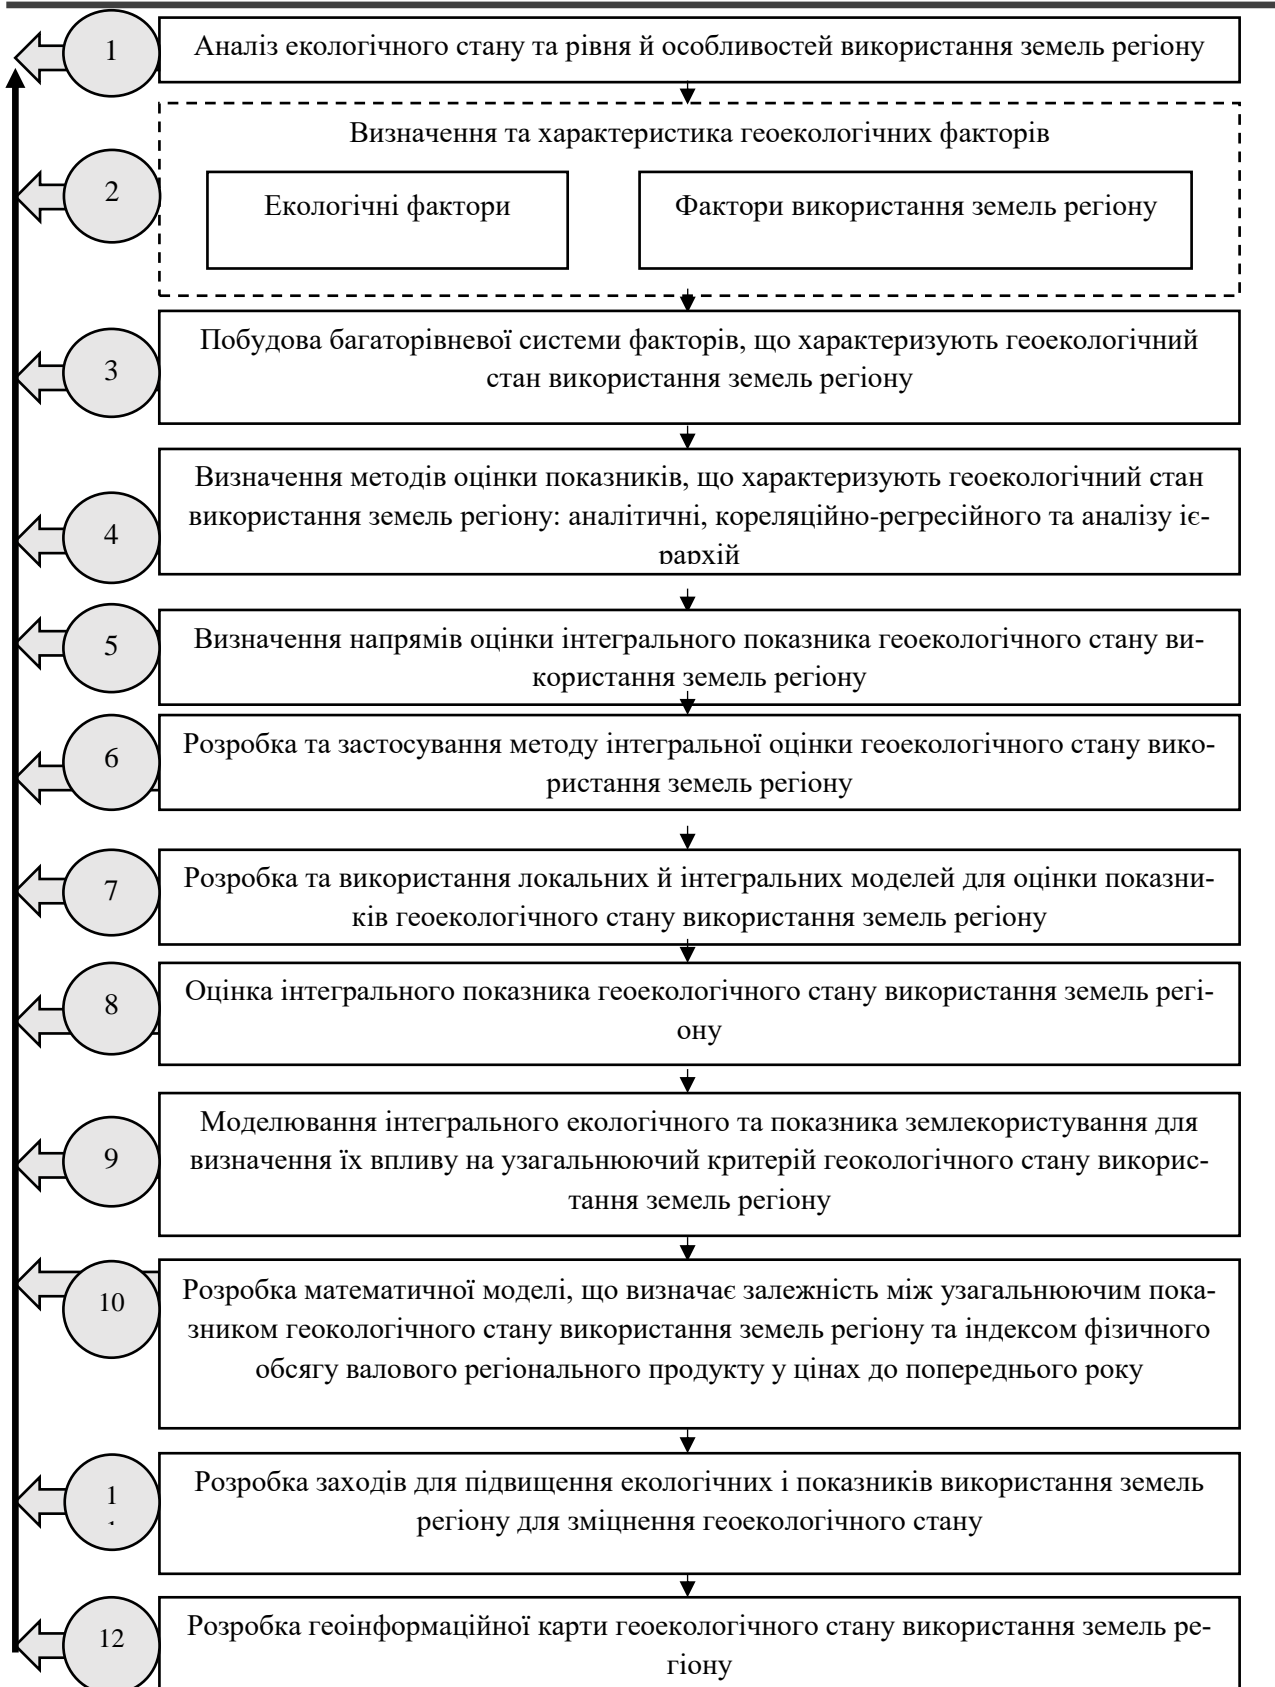 1
Аналіз екологічного стану та рівня й особливостей використання земель регіону
Визначення та характеристика геоекологічних факторів
2
Екологічні фактори
Фактори використання земель регіону
3
Побудова багаторівневої системи факторів, що характеризують геоекологічний
стан використання земель регіону
4
Визначення методів оцінки показників, що характеризують геоекологічний стан
використання земель регіону: аналітичні, кореляційно-регресійного та аналізу іє-
рархій
5
Визначення напрямів оцінки інтегрального показника геоекологічного стану ви-
користання земель регіону
6
Розробка та застосування методу інтегральної оцінки геоекологічного стану вико-
ристання земель регіону
7
Розробка та використання локальних й інтегральних моделей для оцінки показни-
ків геоекологічного стану використання земель регіону
8
Оцінка інтегрального показника геоекологічного стану використання земель регі-
ону
9
Моделювання інтегрального екологічного та показника землекористування для
визначення їх впливу на узагальнюючий критерій геокологічного стану викорис-
тання земель регіону
10
Розробка математичної моделі, що визначає залежність між узагальнюючим пока-
зником геокологічного стану використання земель регіону та індексом фізичного
обсягу валового регіонального продукту у цінах до попереднього року
1
Розробка заходів для підвищення екологічних і показників використання земель
регіону для зміцнення геоекологічного стану
12
Розробка геоінформаційної карти геоекологічного стану використання земель ре-
гіону